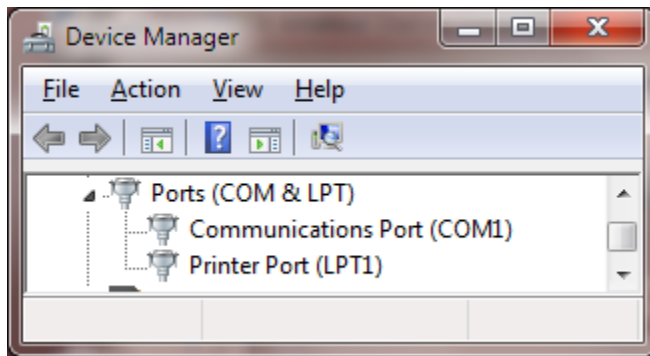 Device Manager
File Action View Help
Ports (COM & LPT)
Communications Port (COM1)
Printer Port (LPT1)